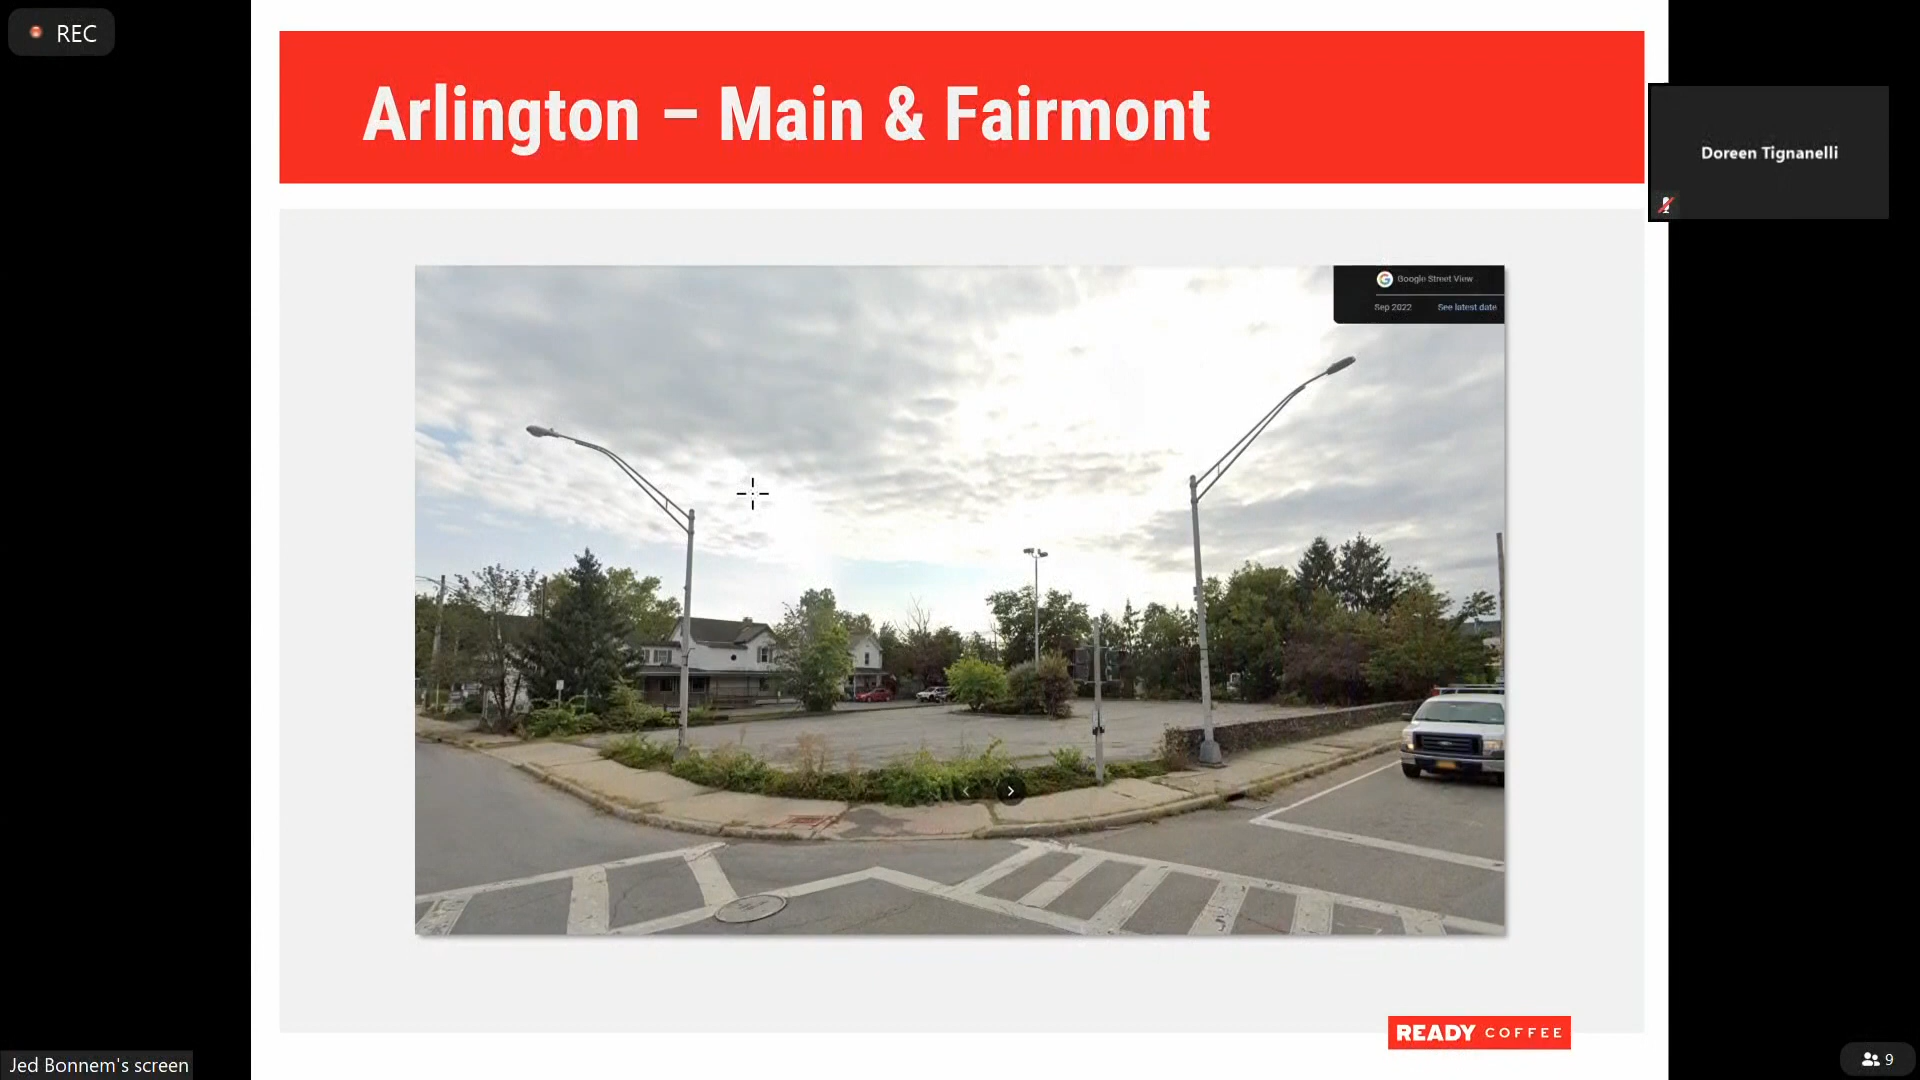 REC
Arlington – Main & Fairmont
Doreen Tignanelli
Google Street View
Sep 2022 See latest date
READY COFFEE
Jed Bonnem's screen
9